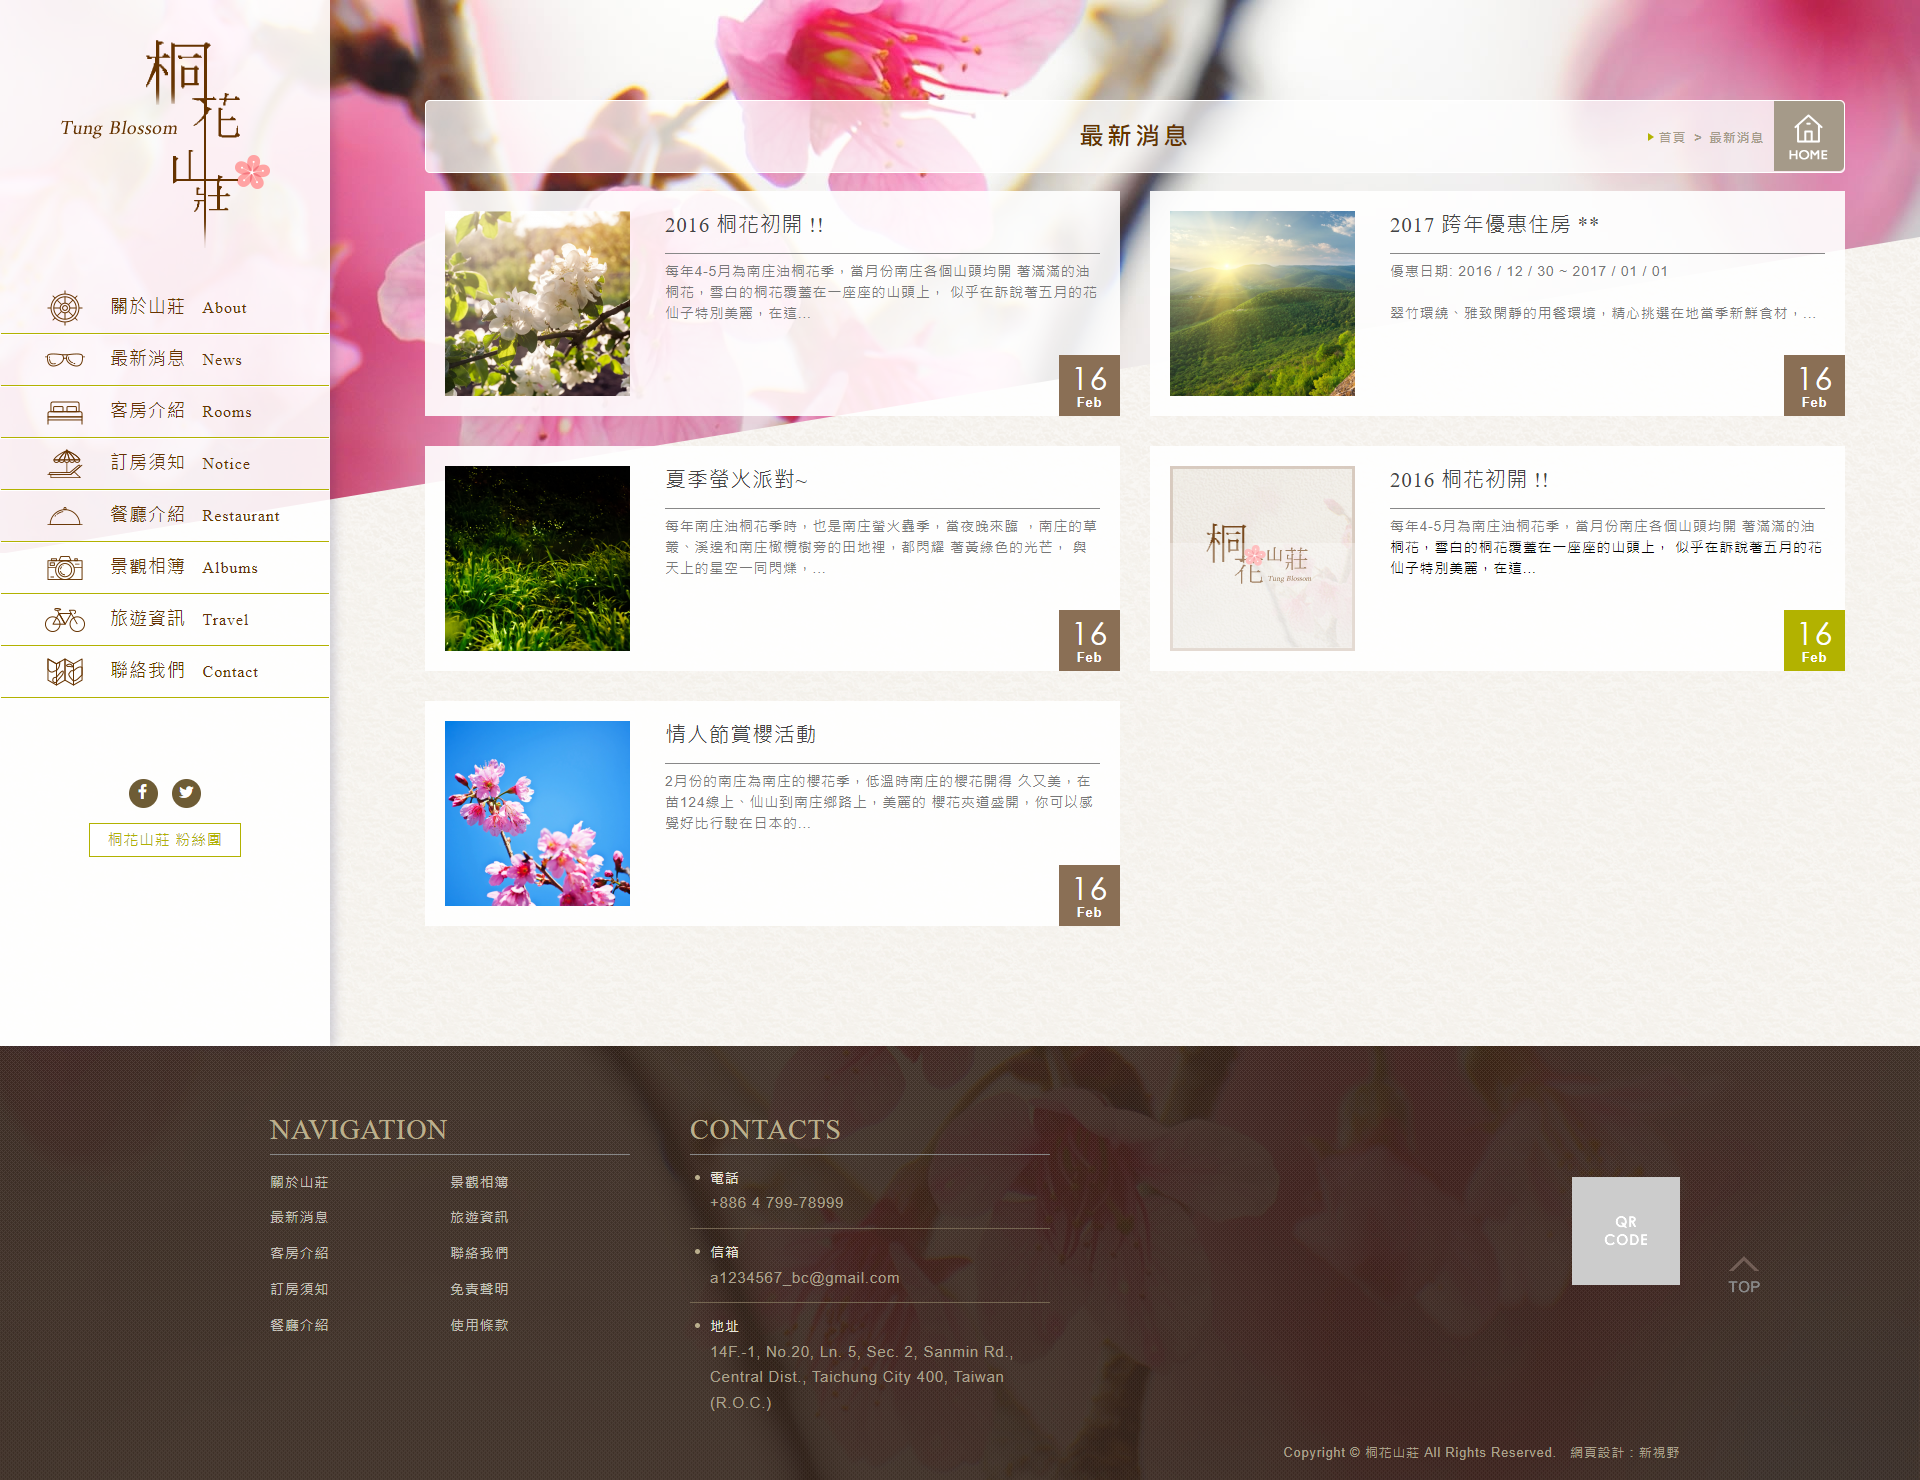 桐花山莊
Tung Blossom
關於山莊 About
最新消息 News
客房介紹 Rooms
訂房須知 Notice
餐廳介紹 Restaurant
景觀相簿 Albums
旅遊資訊 Travel
聯絡我們 Contact
桐花山莊 粉絲團
最新消息
首頁 > 最新消息
HOME
2016 桐花初開 !!
每年4-5月為南庄油桐花季，當月份南庄各個山頭均開 著滿滿的油
桐花，雪白的桐花覆蓋在一座座的山頭上， 似乎在訴說著五月的花
仙子特別美麗，在這...
16
Feb
2017 跨年優惠住房 **
優惠日期: 2016 / 12 / 30 ~ 2017 / 01 / 01
翠竹環繞、雅致閑靜的用餐環境，精心挑選在地當季新鮮食材，...
16
Feb
夏季螢火派對~
每年南庄油桐花季時，也是南庄螢火蟲季，當夜晚來臨 ，南庄的草
叢、溪邊和南庄橄欖樹旁的田地裡，都閃耀 著黃綠色的光芒， 與
天上的星空一同閃爍，...
16
Feb
桐花山莊
Tung Blossom
2016 桐花初開 !!
每年4-5月為南庄油桐花季，當月份南庄各個山頭均開 著滿滿的油
桐花，雪白的桐花覆蓋在一座座的山頭上， 似乎在訴說著五月的花
仙子特別美麗，在這...
16
Feb
情人節賞櫻活動
2月份的南庄為南庄的櫻花季，低溫時南庄的櫻花開得 久又美，在
苗124線上、仙山到南庄鄉路上，美麗的 櫻花夾道盛開，你可以感
覺好比行駛在日本的...
16
Feb
NAVIGATION
關於山莊
最新消息
客房介紹
訂房須知
餐廳介紹
景觀相簿
旅遊資訊
聯絡我們
免責聲明
使用條款
CONTACTS
電話
+886 4 799-78999
信箱
a1234567_bc@gmail.com
地址
14F.-1, No.20, Ln. 5, Sec. 2, Sanmin Rd.,
Central Dist., Taichung City 400, Taiwan
(R.O.C.)
QR
CODE
TOP
Copyright © 桐花山莊 All Rights Reserved. 網頁設計：新視野